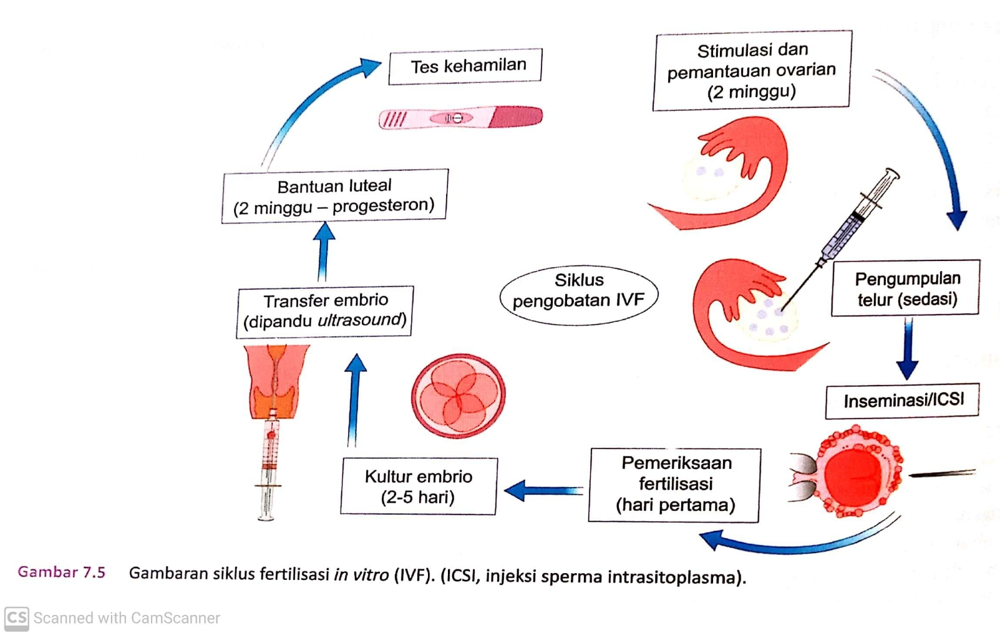 Stimulasi dan
pemantauan ovarian
(2 minggu)
Pengumpulan
telur (sedasi)
Inseminasi/ICSI
Pemeriksaan
fertilisasi
(hari pertama)
Kultur embrio
(2-5 hari)
Transfer embrio
(dipandu ultrasound)
Bantuan luteal
(2 minggu – progesteron)
Tes kehamilan
Siklus
pengobatan IVF
Gambar 7.5 Gambaran siklus fertilisasi in vitro (IVF). (ICSI, injeksi sperma intrasitoplasma).
CS Scanned with CamScanner